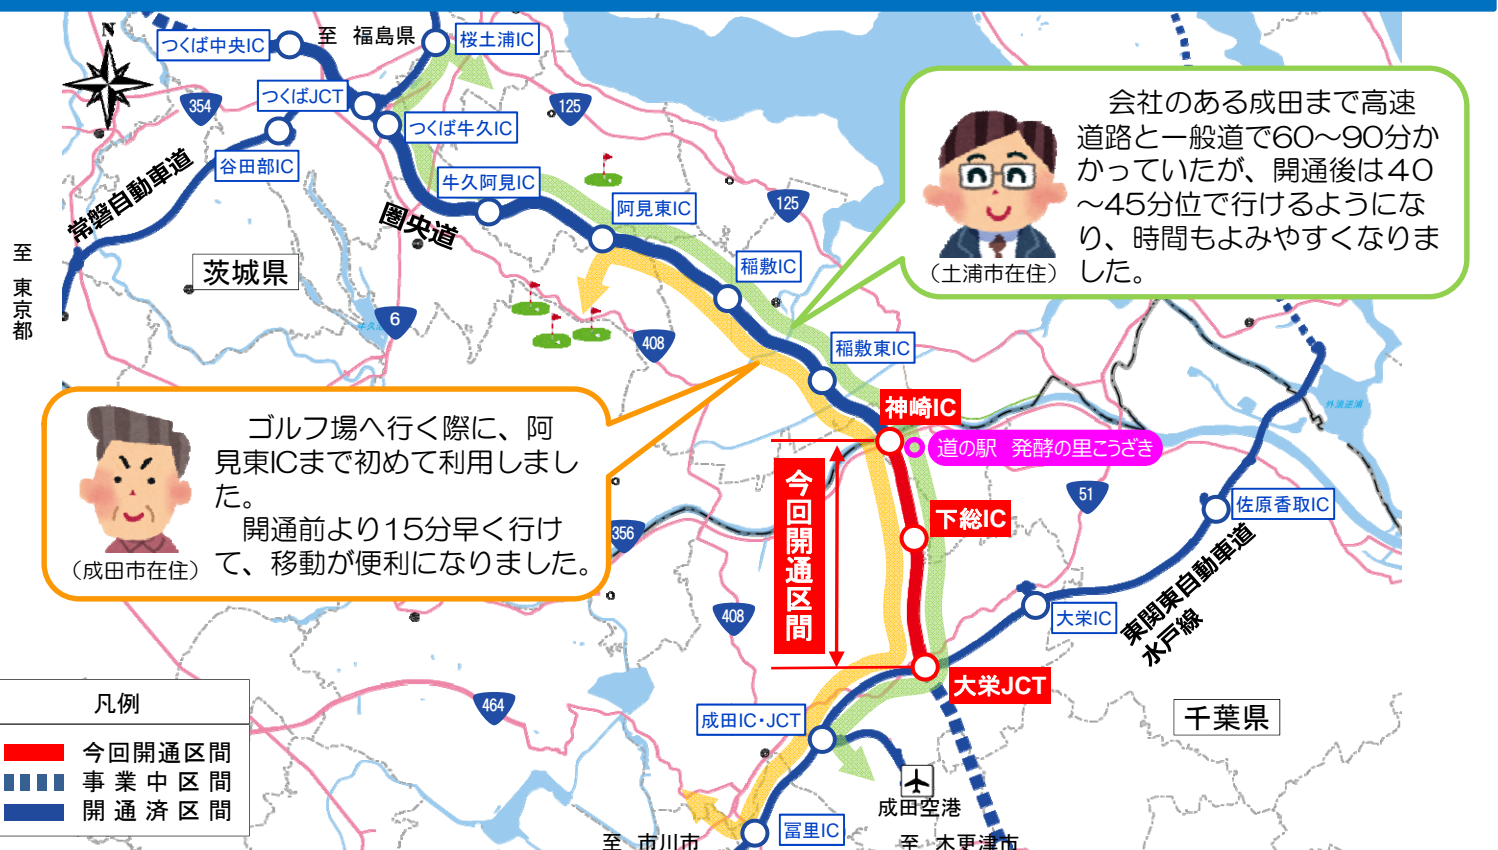 N
つくば中央IC
至 福島県
桜土浦IC
354
つくばJCT
125
つくば牛久IC
谷田部IC
常磐自動車道
牛久阿見IC
圏央道
阿見東IC
125
至 東京都
茨城県
稲敷IC
6
408
稲敷東IC
会社のある成田まで高速
道路と一般道で60～90分か
かっていたが、開通後は40
～45分位で行けるようにな
り、時間もよみやすくなりま
した。
（土浦市在住）
ゴルフ場へ行く際に、阿
見東ICまで初めて利用しまし
た。
開通前より15分早く行け
て、移動が便利になりました。
（成田市在住）
神崎IC
道の駅 発酵の里こうざき
今回開通区間
下総IC
356
51
佐原香取IC
外浪逆浦
408
大栄IC
東関東自動車道
水戸線
大栄JCT
464
成田IC・JCT
千葉県
成田空港
富里IC
至 市川市
至 木更津市
凡例
今回開通区間
事業中区間
開通済区間